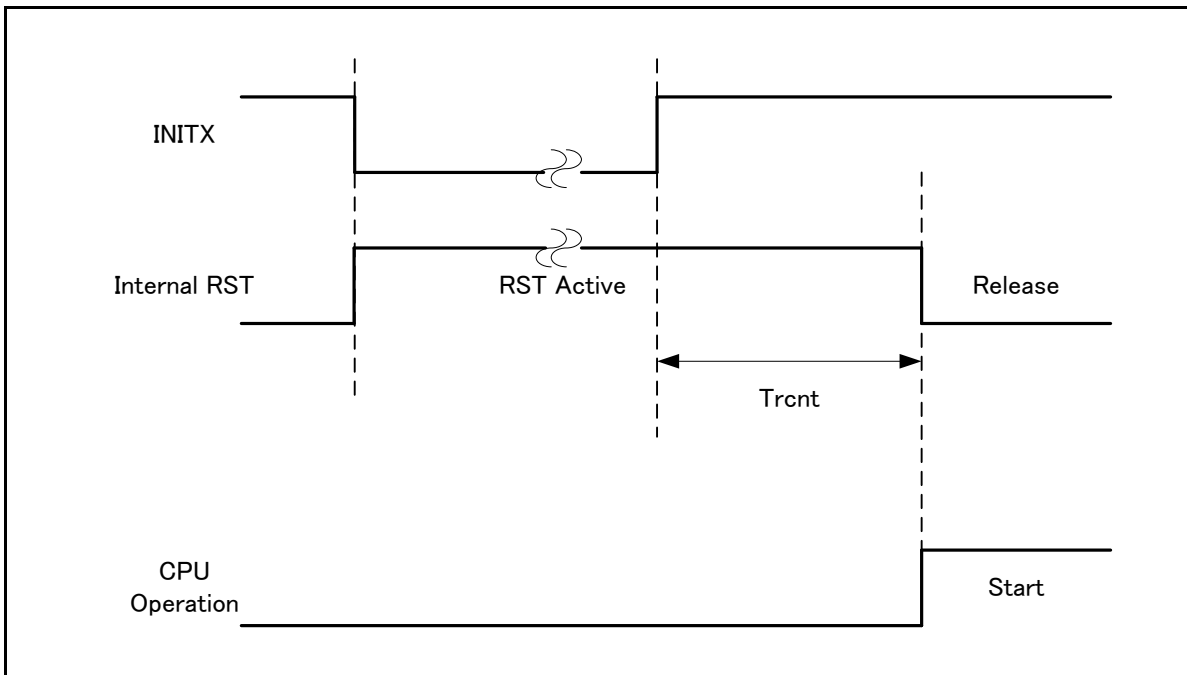 INITX
Internal RST
RST Active
Release
Trcnt
CPU
Operation
Start